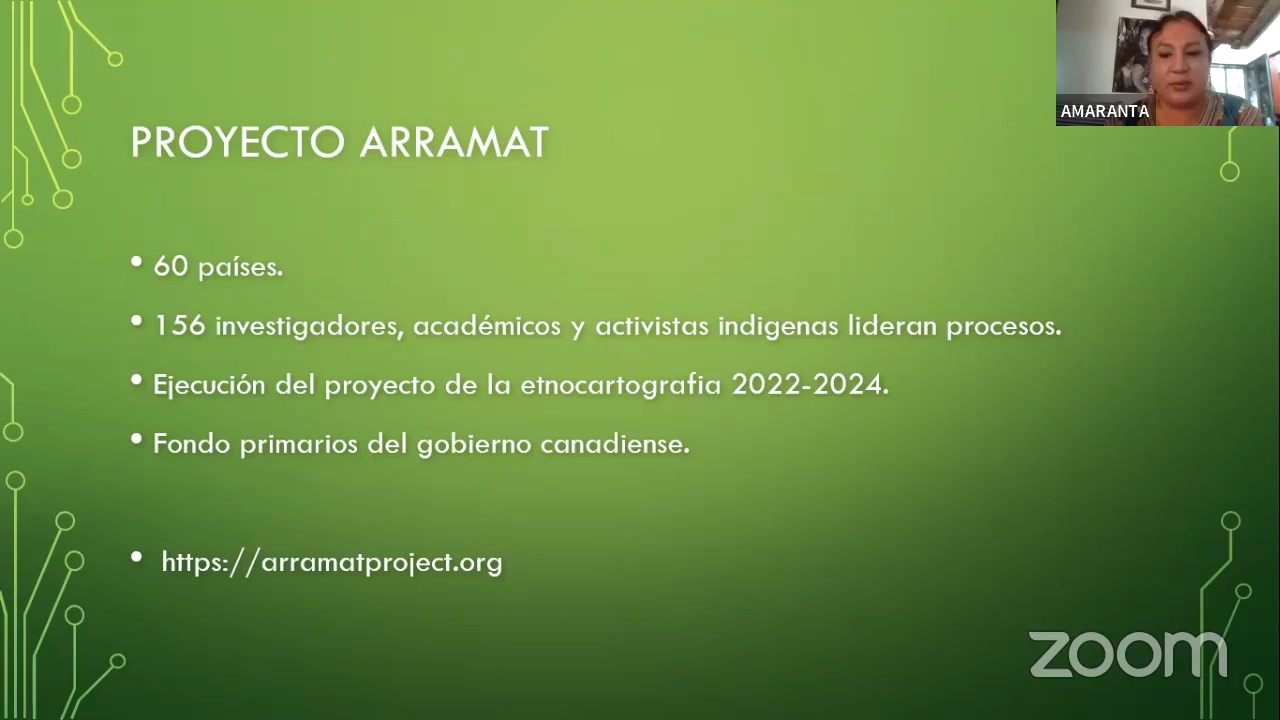 AMARANTA
PROYECTO ARRAMAT
• 60 países.
• 156 investigadores, académicos y activistas indigenas lideran procesos.
• Ejecución del proyecto de la etnocartografia 2022-2024.
• Fondo primarios del gobierno canadiense.
• https://arramatproject.org
zoom